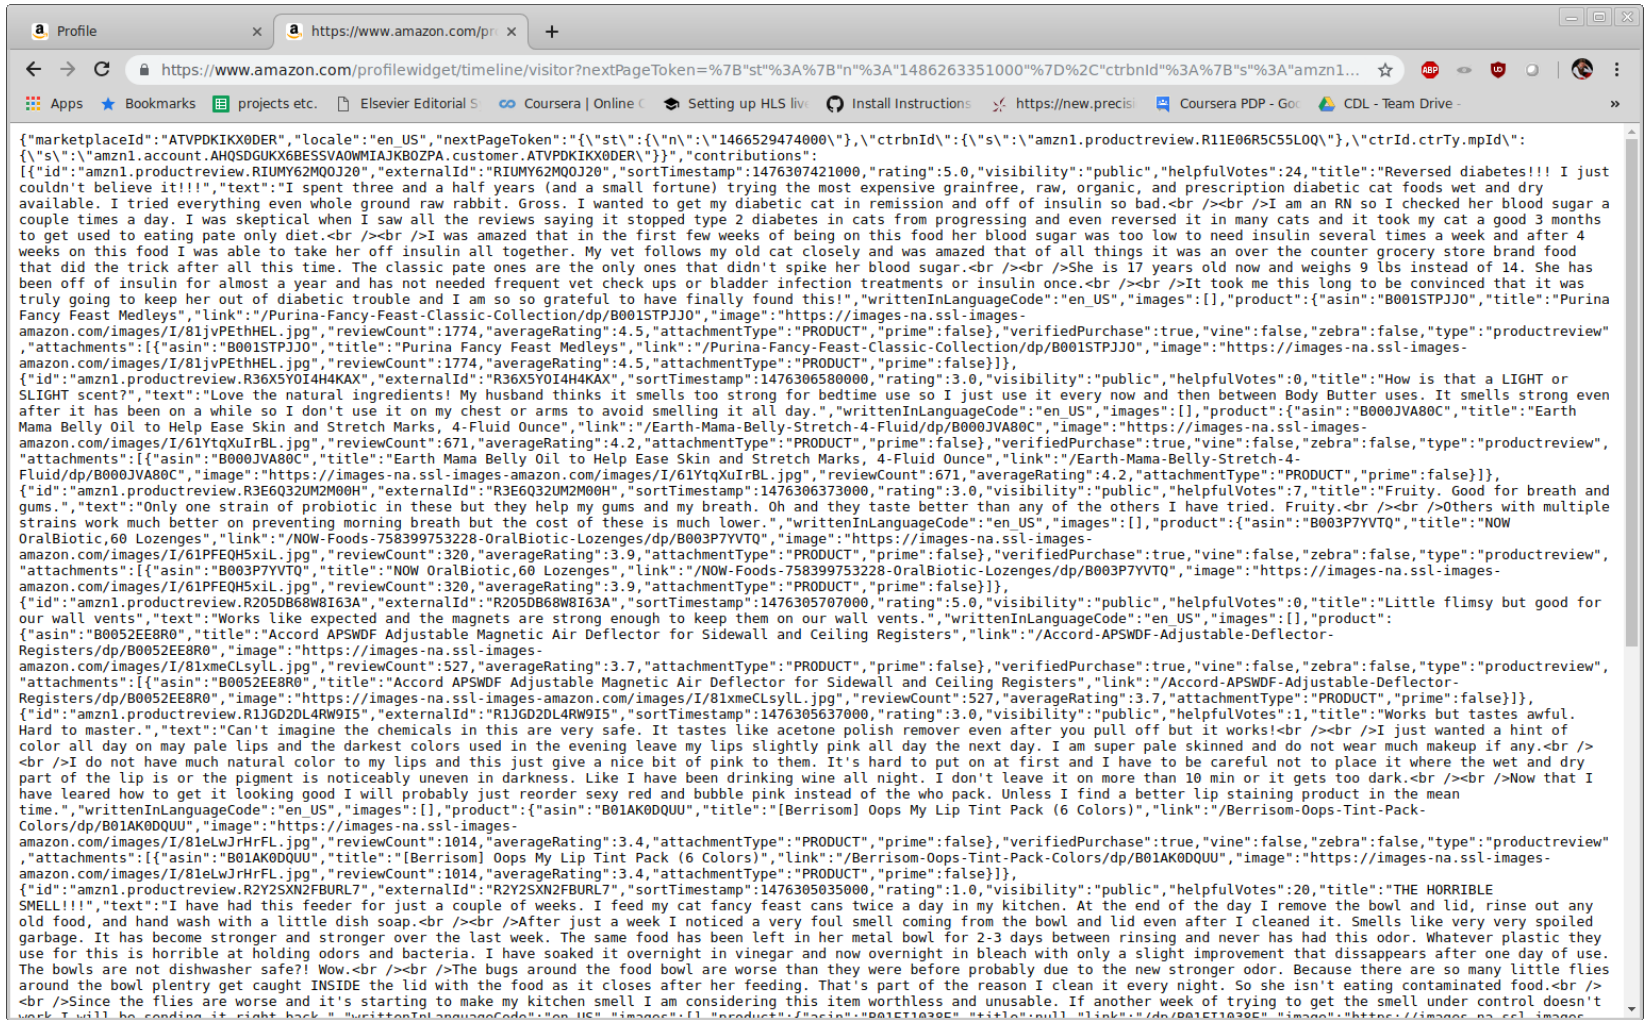 Profile
https://www.amazon.com/pr
https://www.amazon.com/profilewidget/timeline/visitor?nextPageToken=%7B"st"%3A%7B"n"%3A"1486263351000"%7D%2C"ctrbnId"%3A%7B"s"%3A"amzn1...
ABP
Apps Bookmarks projects etc. Elsevier Editorial S Coursera | Online C Setting up HLS live Install Instructions https://new.precisi Coursera PDP - Goo CDL - Team Drive - »
{"marketplaceId":"ATVPDKIKX0DER","locale":"en_US","nextPageToken":"{\"st\":{\"n\":\"1466529474000\"},\"ctrbnId\":{\"s\":\"amzn1.productreview.R11E06R5C55LOQ\"},\"ctrId.ctrTy.mpId\":
{\"s\":\"amzn1.account.AHQSDGUKX6BESSVAOWMIAJKBOZPA.customer.ATVPDKIKX0DER\"}}","contributions":
[{"id":"amzn1.productreview.RIUMY62MQOJ20","externalId":"RIUMY62MQOJ20","sortTimestamp":1476307421000,"rating":5.0,"visibility":"public","helpfulVotes":24,"title":"Reversed diabetes!!! I just
couldn't believe it!!!","text":"I spent three and a half years (and a small fortune) trying the most expensive grainfree, raw, organic, and prescription diabetic cat foods wet and dry
available. I tried everything even whole ground raw rabbit. Gross. I wanted to get my diabetic cat in remission and off of insulin so bad.<br /><br />I am an RN so I checked her blood sugar a
couple times a day. I was skeptical when I saw all the reviews saying it stopped type 2 diabetes in cats from progressing and even reversed it in many cats and it took my cat a good 3 months
to get used to eating pate only diet.<br /><br />I was amazed that in the first few weeks of being on this food her blood sugar was too low to need insulin several times a week and after 4
weeks on this food I was able to take her off insulin all together. My vet follows my old cat closely and was amazed that of all things it was an over the counter grocery store brand food
that did the trick after all this time. The classic pate ones are the only ones that didn't spike her blood sugar.<br /><br />She is 17 years old now and weighs 9 lbs instead of 14. She has
been off of insulin for almost a year and has not needed frequent vet check ups or bladder infection treatments or insulin once.<br /><br />It took me this long to be convinced that it was
truly going to keep her out of diabetic trouble and I am so so grateful to have finally found this!","writtenInLanguageCode":"en_US","images":[],"product":{"asin":"B001STPJJO","title":"Purina
Fancy Feast Medleys","link":"/Purina-Fancy-Feast-Classic-Collection/dp/B001STPJJO","image":"https://images-na.ssl-images-
amazon.com/images/I/81jvPEthHEL.jpg","reviewCount":1774,"averageRating":4.5,"attachmentType":"PRODUCT","prime":false},"verifiedPurchase":true,"vine":false,"zebra":false,"type":"productreview"
,"attachments":[{"asin":"B001STPJJO","title":"Purina Fancy Feast Medleys","link":"/Purina-Fancy-Feast-Classic-Collection/dp/B001STPJJO","image":"https://images-na.ssl-images-
amazon.com/images/I/81jvPEthHEL.jpg","reviewCount":1774,"averageRating":4.5,"attachmentType":"PRODUCT","prime":false}]},
{"id":"amzn1.productreview.R36X5YOI4H4KAX","externalId":"R36X5YOI4H4KAX","sortTimestamp":1476306580000,"rating":3.0,"visibility":"public","helpfulVotes":0,"title":"How is that a LIGHT or
SLIGHT scent?","text":"Love the natural ingredients! My husband thinks it smells too strong for bedtime use so I just use it every now and then between Body Butter uses. It smells strong even
after it has been on a while so I don't use it on my chest or arms to avoid smelling it all day.","writtenInLanguageCode":"en_US","images":[],"product":{"asin":"B000JVA80C","title":"Earth
Mama Belly Oil to Help Ease Skin and Stretch Marks, 4-Fluid Ounce","link":"/Earth-Mama-Belly-Stretch-4-Fluid/dp/B000JVA80C","image":"https://images-na.ssl-images-
amazon.com/images/I/61YtqXuIrBL.jpg","reviewCount":671,"averageRating":4.2,"attachmentType":"PRODUCT","prime":false},"verifiedPurchase":true,"vine":false,"zebra":false,"type":"productreview",
"attachments":[{"asin":"B000JVA80C","title":"Earth Mama Belly Oil to Help Ease Skin and Stretch Marks, 4-Fluid Ounce","link":"/Earth-Mama-Belly-Stretch-4-
Fluid/dp/B000JVA80C","image":"https://images-na.ssl-images-amazon.com/images/I/61YtqXuIrBL.jpg","reviewCount":671,"averageRating":4.2,"attachmentType":"PRODUCT","prime":false}]},
{"id":"amzn1.productreview.R3E6Q32UM2M00H","externalId":"R3E6Q32UM2M00H","sortTimestamp":1476306373000,"rating":3.0,"visibility":"public","helpfulVotes":7,"title":"Fruity. Good for breath and
gums.","text":"Only one strain of probiotic in these but they help my gums and my breath. Oh and they taste better than any of the others I have tried. Fruity.<br /><br />Others with multiple
strains work much better on preventing morning breath but the cost of these is much lower.","writtenInLanguageCode":"en_US","images":[],"product":{"asin":"B003P7YVTQ","title":"NOW
OralBiotic,60 Lozenges","link":"/NOW-Foods-758399753228-OralBiotic-Lozenges/dp/B003P7YVTQ","image":"https://images-na.ssl-images-
amazon.com/images/I/61PFEQH5xiL.jpg","reviewCount":320,"averageRating":3.9,"attachmentType":"PRODUCT","prime":false},"verifiedPurchase":true,"vine":false,"zebra":false,"type":"productreview",
"attachments":[{"asin":"B003P7YVTQ","title":"NOW OralBiotic,60 Lozenges","link":"/NOW-Foods-758399753228-OralBiotic-Lozenges/dp/B003P7YVTQ","image":"https://images-na.ssl-images-
amazon.com/images/I/61PFEQH5xiL.jpg","reviewCount":320,"averageRating":3.9,"attachmentType":"PRODUCT","prime":false}]},
{"id":"amzn1.productreview.R2O5DB68W8I63A","externalId":"R2O5DB68W8I63A","sortTimestamp":1476305707000,"rating":5.0,"visibility":"public","helpfulVotes":0,"title":"Little flimsy but good for
our wall vents","text":"Works like expected and the magnets are strong enough to keep them on our wall vents.","writtenInLanguageCode":"en_US","images":[],"product":
{"asin":"B0052EE8R0","title":"Accord APSWDF Adjustable Magnetic Air Deflector for Sidewall and Ceiling Registers","link":"/Accord-APSWDF-Adjustable-Deflector-
Registers/dp/B0052EE8R0","image":"https://images-na.ssl-images-
amazon.com/images/I/81xmeCLsylL.jpg","reviewCount":527,"averageRating":3.7,"attachmentType":"PRODUCT","prime":false},"verifiedPurchase":true,"vine":false,"zebra":false,"type":"productreview",
"attachments":[{"asin":"B0052EE8R0","title":"Accord APSWDF Adjustable Magnetic Air Deflector for Sidewall and Ceiling Registers","link":"/Accord-APSWDF-Adjustable-Deflector-
Registers/dp/B0052EE8R0","image":"https://images-na.ssl-images-amazon.com/images/I/81xmeCLsylL.jpg","reviewCount":527,"averageRating":3.7,"attachmentType":"PRODUCT","prime":false}]},
{"id":"amzn1.productreview.R1JGD2DL4RW9I5","externalId":"R1JGD2DL4RW9I5","sortTimestamp":1476305637000,"rating":3.0,"visibility":"public","helpfulVotes":1,"title":"Works but tastes awful.
Hard to master.","text":"Can't imagine the chemicals in this are very safe. It tastes like acetone polish remover even after you pull off but it works!<br /><br />I just wanted a hint of
color all day on may pale lips and the darkest colors used in the evening leave my lips slightly pink all day the next day. I am super pale skinned and do not wear much makeup if any.<br />
<br />I do not have much natural color to my lips and this just give a nice bit of pink to them. It's hard to put on at first and I have to be careful not to place it where the wet and dry
part of the lip is or the pigment is noticeably uneven in darkness. Like I have been drinking wine all night. I don't leave it on more than 10 min or it gets too dark.<br /><br />Now that I
have leared how to get it looking good I will probably just reorder sexy red and bubble pink instead of the who pack. Unless I find a better lip staining product in the mean
time.","writtenInLanguageCode":"en_US","images":[],"product":{"asin":"B01AK0DQUU","title":"[Berrisom] Oops My Lip Tint Pack (6 Colors)","link":"/Berrisom-Oops-Tint-Pack-
Colors/dp/B01AK0DQUU","image":"https://images-na.ssl-images-
amazon.com/images/I/81eLwJrHrFL.jpg","reviewCount":1014,"averageRating":3.4,"attachmentType":"PRODUCT","prime":false},"verifiedPurchase":true,"vine":false,"zebra":false,"type":"productreview"
,"attachments":[{"asin":"B01AK0DQUU","title":"[Berrisom] Oops My Lip Tint Pack (6 Colors)","link":"/Berrisom-Oops-Tint-Pack-Colors/dp/B01AK0DQUU","image":"https://images-na.ssl-images-
amazon.com/images/I/81eLwJrHrFL.jpg","reviewCount":1014,"averageRating":3.4,"attachmentType":"PRODUCT","prime":false}]},
{"id":"amzn1.productreview.R2Y2SXN2FBURL7","externalId":"R2Y2SXN2FBURL7","sortTimestamp":1476305035000,"rating":1.0,"visibility":"public","helpfulVotes":20,"title":"THE HORRIBLE
SMELL!!!","text":"I have had this feeder for just a couple of weeks. I feed my cat fancy feast cans twice a day in my kitchen. At the end of the day I remove the bowl and lid, rinse out any
old food, and hand wash with a little dish soap.<br /><br />After just a week I noticed a very foul smell coming from the bowl and lid even after I cleaned it. Smells like very very spoiled
garbage. It has become stronger and stronger over the last week. The same food has been left in her metal bowl for 2-3 days between rinsing and never has had this odor. Whatever plastic they
use for this is horrible at holding odors and bacteria. I have soaked it overnight in vinegar and now overnight in bleach with only a slight improvement that dissappears after one day of use.
The bowls are not dishwasher safe?! Wow.<br /><br />The bugs around the food bowl are worse than they were before probably due to the new stronger odor. Because there are so many little flies
around the bowl plentry get caught INSIDE the lid with the food as it closes after her feeding. That's part of the reason I clean it every night. So she isn't eating contaminated food.<br />
<br />Since the flies are worse and it's starting to make my kitchen smell I am considering this item worthless and unusable. If another week of trying to get the smell under control doesn't
work I will be sending it right back.","writtenInLanguageCode":"en_US","images":[],"product":{"asin":"B01FI1038E","title":null,"link":"/dp/B01FI1038E","image":"https://images-